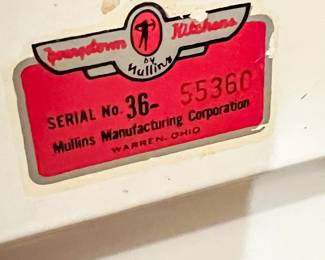 Youngstown Kitchens
by
Mullins
SERIAL No. 36- 55360
Mullins Manufacturing Corporation
WARREN, OHIO